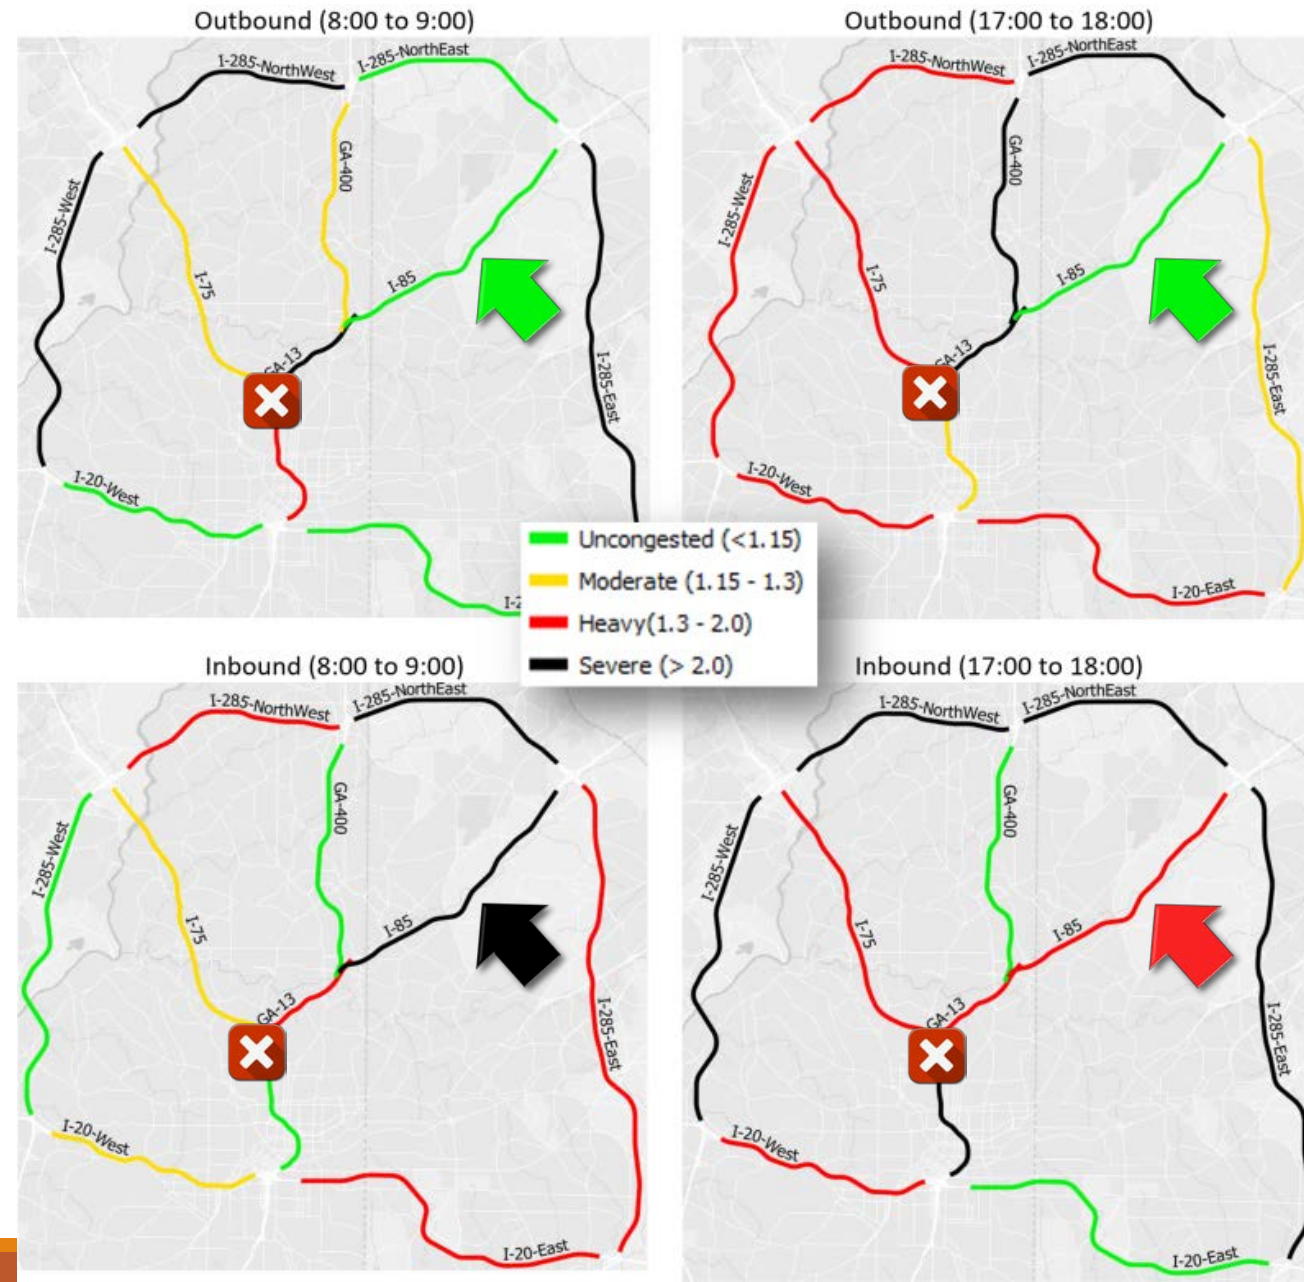 Outbound (8:00 to 9:00)
I-285-NorthWest
I-285-NorthEast
GA-400
I-285-West
I-75
I-85
GA-13
I-285-East
I-20-West
Outbound (17:00 to 18:00)
I-285-NorthWest
I-285-NorthEast
GA-400
I-285-West
I-75
I-85
GA-13
I-285-East
I-20-West
I-20-East
Uncongested (<1.15)
Moderate (1.15 - 1.3)
Heavy(1.3 - 2.0)
Severe (> 2.0)
Inbound (8:00 to 9:00)
I-285-NorthWest
I-285-NorthEast
GA-400
I-285-West
I-75
I-85
GA-13
I-285-East
I-20-West
I-20-East
Inbound (17:00 to 18:00)
I-285-NorthWest
I-285-NorthEast
GA-400
I-285-West
I-75
I-85
GA-13
I-285-East
I-20-West
I-20-East